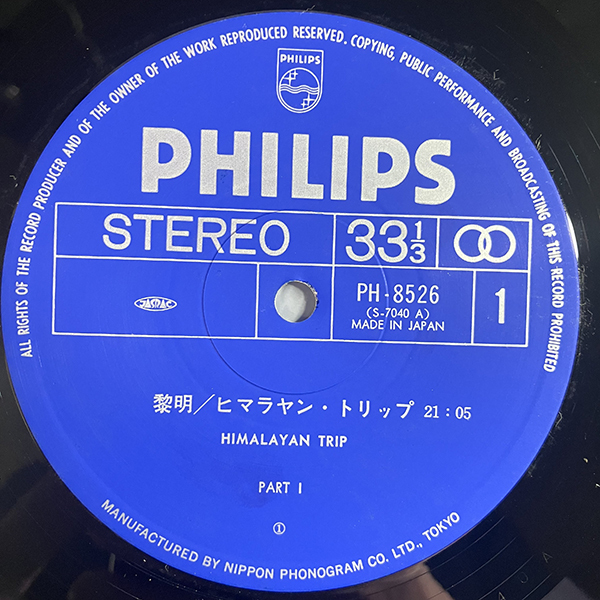 ALL RIGHTS OF THE RECORD PRODUCER AND OF THE OWNER OF THE WORK REPRODUCED RESERVED. COPYING, PUBLIC PERFORMANCE AND BROADCASTING OF THIS RECORD PROHIBITED
PHILIPS
PHILIPS
STEREO
33 1/3
JASRAC
PH-8526
(S-7040 A)
MADE IN JAPAN
1
黎明／ヒマラヤン・トリップ 21:05
HIMALAYAN TRIP
PART I
①
MANUFACTURED BY NIPPON PHONOGRAM CO. LTD., TOKYO